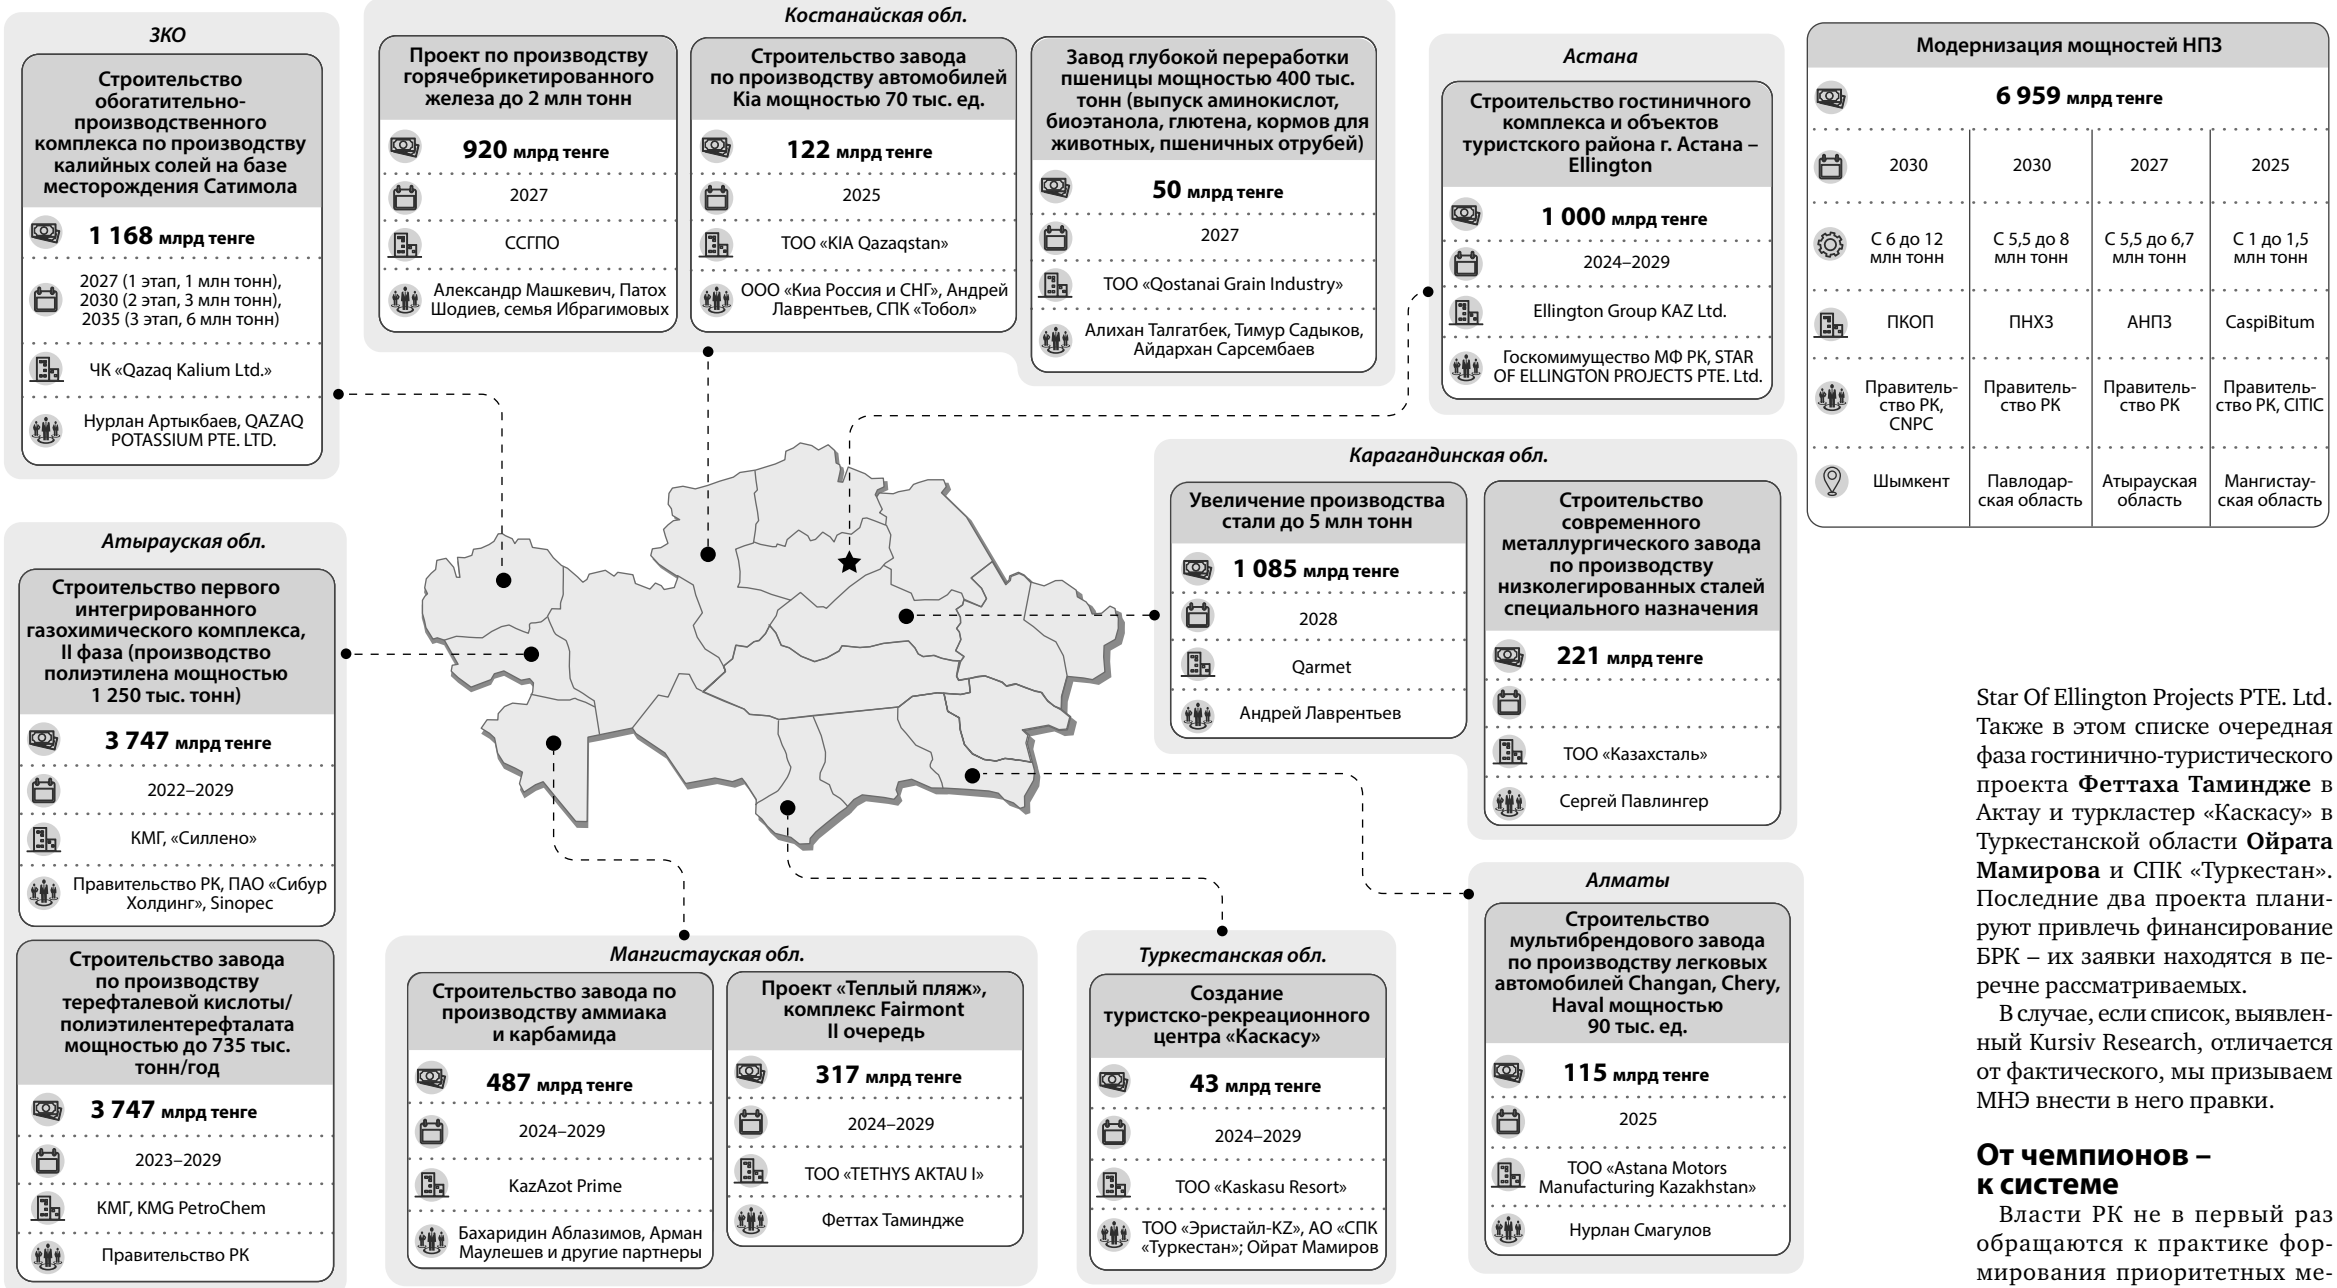 ЗКО
Строительство
обогатительно-
производственного
комплекса по производству
калийных солей на базе
месторождения Сатимола
1 168 млрд тенге
2027 (1 этап, 1 млн тонн),
2030 (2 этап, 3 млн тонн),
2035 (3 этап, 6 млн тонн)
ЧК «Qazaq Kalium Ltd.»
Нурлан Артыкбаев, QAZAQ
POTASSIUM PTE. LTD.
Костанайская обл.
Проект по производству
горячебрикетированного
железа до 2 млн тонн
920 млрд тенге
2027
ССГПО
Александр Машкевич, Патох
Шодиев, семья Ибрагимовых
Строительство завода
по производству автомобилей
Kia мощностью 70 тыс. ед.
122 млрд тенге
2025
ТОО «KIA Qazaqstan»
ООО «Киа Россия и СНГ», Андрей
Лаврентьев, СПК «Тобол»
Завод глубокой переработки
пшеницы мощностью 400 тыс.
тонн (выпуск аминокислот,
биоэтанола, глютена, кормов для
животных, пшеничных отрубей)
50 млрд тенге
2027
ТОО «Qostanai Grain Industry»
Алихан Талгатбек, Тимур Садыков,
Айдархан Сарсембаев
Астана
Строительство гостиничного
комплекса и объектов
туристского района г. Астана –
Ellington
1 000 млрд тенге
2024–2029
Ellington Group KAZ Ltd.
Госкомимущество МФ РК, STAR
OF ELLINGTON PROJECTS PTE. Ltd.
Модернизация мощностей НПЗ
6 959 млрд тенге
2030 2030 2027 2025
С 6 до 12 С 5,5 до 8 С 5,5 до 6,7 С 1 до 1,5
млн тонн млн тонн млн тонн млн тонн
ПКОП ПНХЗ АНПЗ CaspiBitum
Правитель- Правитель- Правитель- Правитель-
ство РК, ство РК ство РК ство РК, CITIC
CNPC
Шымкент Павлодар- Атырауская Мангистау-
ская область область ская область
Атырауская обл.
Строительство первого
интегрированного
газохимического комплекса,
II фаза (производство
полиэтилена мощностью
1 250 тыс. тонн)
3 747 млрд тенге
2022–2029
КМГ, «Силлено»
Правительство РК, ПАО «Сибур
Холдинг», Sinopec
Строительство завода
по производству
терефталевой кислоты/
полиэтилентерефталата
мощностью до 735 тыс.
тонн/год
3 747 млрд тенге
2023–2029
КМГ, KMG PetroChem
Правительство РК
Карагандинская обл.
Увеличение производства
стали до 5 млн тонн
1 085 млрд тенге
2028
Qarmet
Андрей Лаврентьев
Строительство
современного
металлургического завода
по производству
низколегированных сталей
специального назначения
221 млрд тенге
ТОО «Казахсталь»
Сергей Павлингер
Мангистауская обл.
Строительство завода по
производству аммиака
и карбамида
487 млрд тенге
2024–2029
KazAzot Prime
Бахаридин Аблазимов, Арман
Маулешев и другие партнеры
Проект «Теплый пляж»,
комплекс Fairmont
II очередь
317 млрд тенге
2024–2029
ТОО «TETHYS AKTAU I»
Феттах Таминдже
Туркестанская обл.
Создание
туристско-рекреационного
центра «Каскасу»
43 млрд тенге
2024–2029
ТОО «Kaskasu Resort»
ТОО «Эристайл-KZ», АО «СПК
«Туркестан»; Ойрат Мамиров
Алматы
Строительство
мультибрендового завода
по производству легковых
автомобилей Changan, Chery,
Haval мощностью
90 тыс. ед.
115 млрд тенге
2025
ТОО «Astana Motors
Manufacturing Kazakhstan»
Нурлан Смагулов
Star Of Ellington Projects PTE. Ltd.
Также в этом списке очередная
фаза гостинично-туристического
проекта Феттаха Таминдже в
Актау и туркластер «Каскасу» в
Туркестанской области Ойрата
Мамирова и СПК «Туркестан».
Последние два проекта плани-
руют привлечь финансирование
БРК – их заявки находятся в пе-
речне рассматриваемых.
В случае, если список, выявлен-
ный Kursiv Research, отличается
от фактического, мы призываем
МНЭ внести в него правки.
От чемпионов –
к системе
Власти РК не в первый раз
обращаются к практике фор-
мирования приоритетных ме-